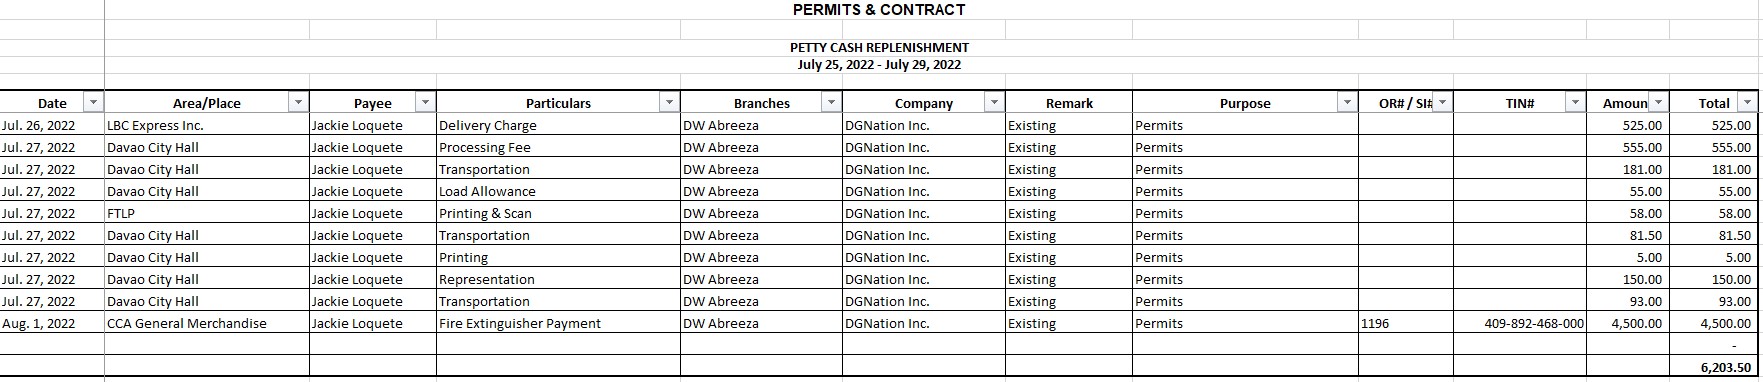 PERMITS & CONTRACT
PETTY CASH REPLENISHMENT
July 25, 2022 - July 29, 2022
Date Area/Place Payee Particulars Branches Company Remark Purpose OR# / SI# TIN# Amoun Total
Jul. 26, 2022 LBC Express Inc. Jackie Loquete Delivery Charge DW Abreeza DGNation Inc. Existing Permits 525.00 525.00
Jul. 27, 2022 Davao City Hall Jackie Loquete Processing Fee DW Abreeza DGNation Inc. Existing Permits 555.00 555.00
Jul. 27, 2022 Davao City Hall Jackie Loquete Transportation DW Abreeza DGNation Inc. Existing Permits 181.00 181.00
Jul. 27, 2022 Davao City Hall Jackie Loquete Load Allowance DW Abreeza DGNation Inc. Existing Permits 55.00 55.00
Jul. 27, 2022 FTLP Jackie Loquete Printing & Scan DW Abreeza DGNation Inc. Existing Permits 58.00 58.00
Jul. 27, 2022 Davao City Hall Jackie Loquete Transportation DW Abreeza DGNation Inc. Existing Permits 81.50 81.50
Jul. 27, 2022 Davao City Hall Jackie Loquete Printing DW Abreeza DGNation Inc. Existing Permits 5.00 5.00
Jul. 27, 2022 Davao City Hall Jackie Loquete Representation DW Abreeza DGNation Inc. Existing Permits 150.00 150.00
Jul. 27, 2022 Davao City Hall Jackie Loquete Transportation DW Abreeza DGNation Inc. Existing Permits 93.00 93.00
Aug. 1, 2022 CCA General Merchandise Jackie Loquete Fire Extinguisher Payment DW Abreeza DGNation Inc. Existing Permits 1196 409-892-468-000 4,500.00 4,500.00
-
6,203.50